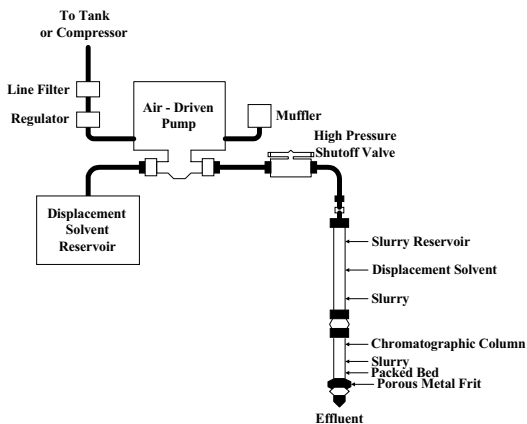 To Tank
or Compressor
Line Filter
Regulator
Air - Driven
Pump
Muffler
High Pressure
Shutoff Valve
Displacement
Solvent
Reservoir
Slurry Reservoir
Displacement Solvent
Slurry
Chromatographic Column
Slurry
Packed Bed
Porous Metal Frit
Effluent